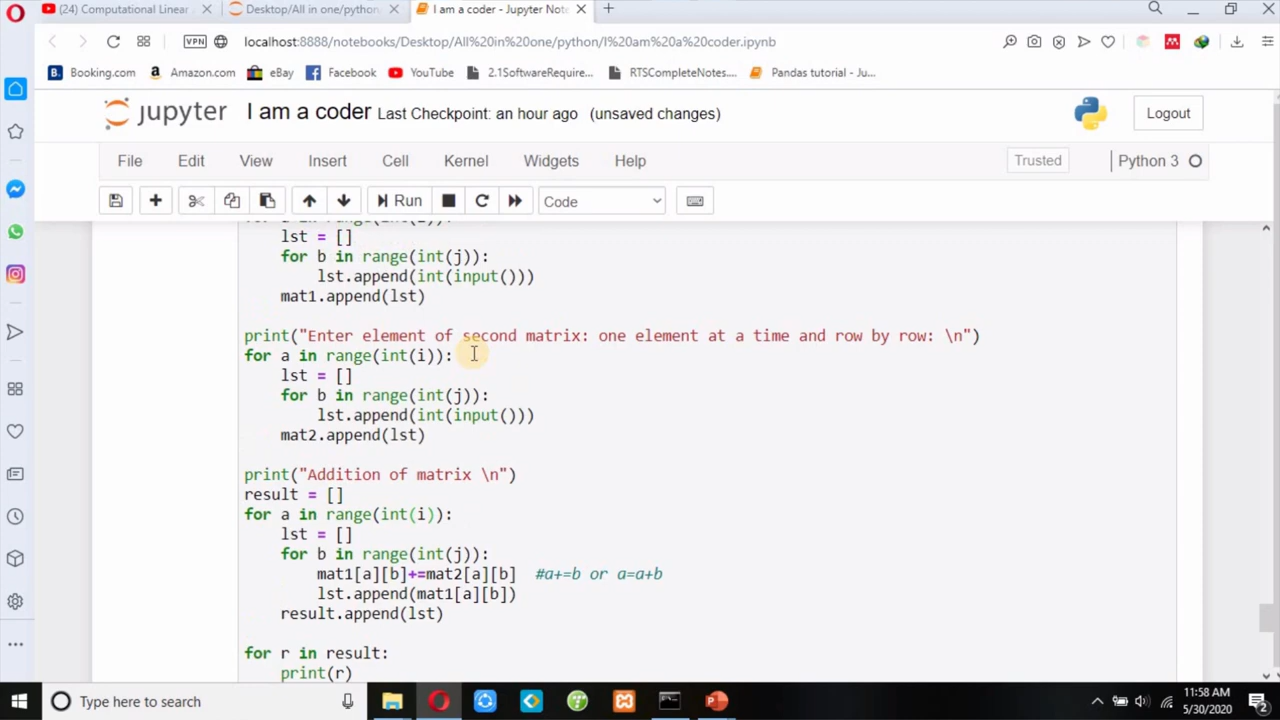 (24) Computational Linear
Desktop/All in one/python
I am a coder - Jupyter Note
VPN
localhost:8888/notebooks/Desktop/All%20in%20one/python/I%20am%20a%20coder.ipynb
Booking.com
Amazon.com
eBay
Facebook
YouTube
2.1SoftwareRequire...
RTSCompleteNotes....
Pandas tutorial - Ju...
jupyter I am a coder Last Checkpoint: an hour ago (unsaved changes)
Logout
File Edit View Insert Cell Kernel Widgets Help
Trusted
Python 3
Run
Code
lst = []
for b in range(int(j)):
lst.append(int(input()))
mat1.append(lst)
print("Enter element of second matrix: one element at a time and row by row: \n")
for a in range(int(i)):
lst = []
for b in range(int(j)):
lst.append(int(input()))
mat2.append(lst)
print("Addition of matrix \n")
result = []
for a in range(int(i)):
lst = []
for b in range(int(j)):
mat1[a][b]+=mat2[a][b] #a+=b or a=a+b
lst.append(mat1[a][b])
result.append(lst)
for r in result:
print(r)
Type here to search
11:58 AM
5/30/2020
2